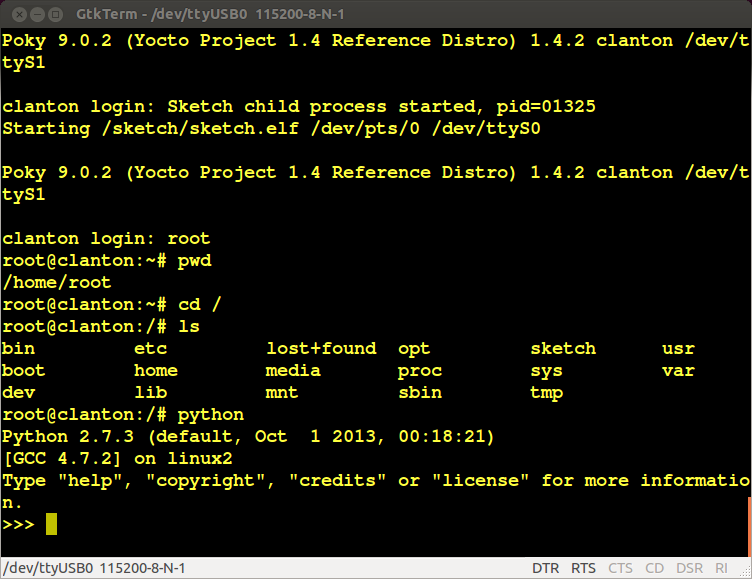 GtkTerm - /dev/ttyUSB0  115200-8-N-1
Poky 9.0.2 (Yocto Project 1.4 Reference Distro) 1.4.2 clanton /dev/t
tyS1
clanton login: Sketch child process started, pid=01325
Starting /sketch/sketch.elf /dev/pts/0 /dev/ttyS0
Poky 9.0.2 (Yocto Project 1.4 Reference Distro) 1.4.2 clanton /dev/t
tyS1
clanton login: root
root@clanton:~# pwd
/home/root
root@clanton:~# cd /
root@clanton:/# ls
bin         etc         lost+found  opt         sketch      usr
boot        home        media       proc        sys         var
dev         lib         mnt         sbin        tmp
root@clanton:/# python
Python 2.7.3 (default, Oct  1 2013, 00:18:21)
[GCC 4.7.2] on linux2
Type "help", "copyright", "credits" or "license" for more informatio
n.
>>>
/dev/ttyUSB0  115200-8-N-1 DTR RTS CTS CD DSR RI